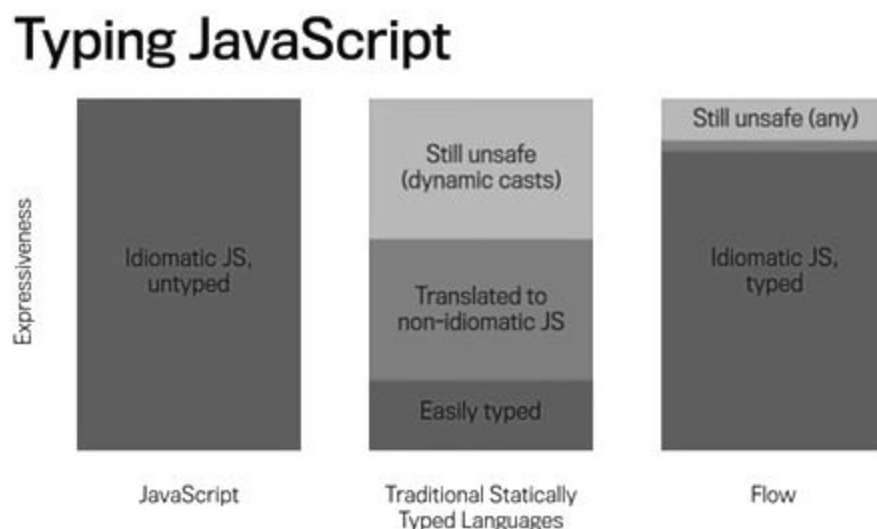 Typing JavaScript
Expressiveness
Idiomatic JS,
untyped
JavaScript
Still unsafe
(dynamic casts)
Translated to
non-idiomatic JS
Easily typed
Traditional Statically
Typed Languages
Still unsafe (any)
Idiomatic JS,
typed
Flow